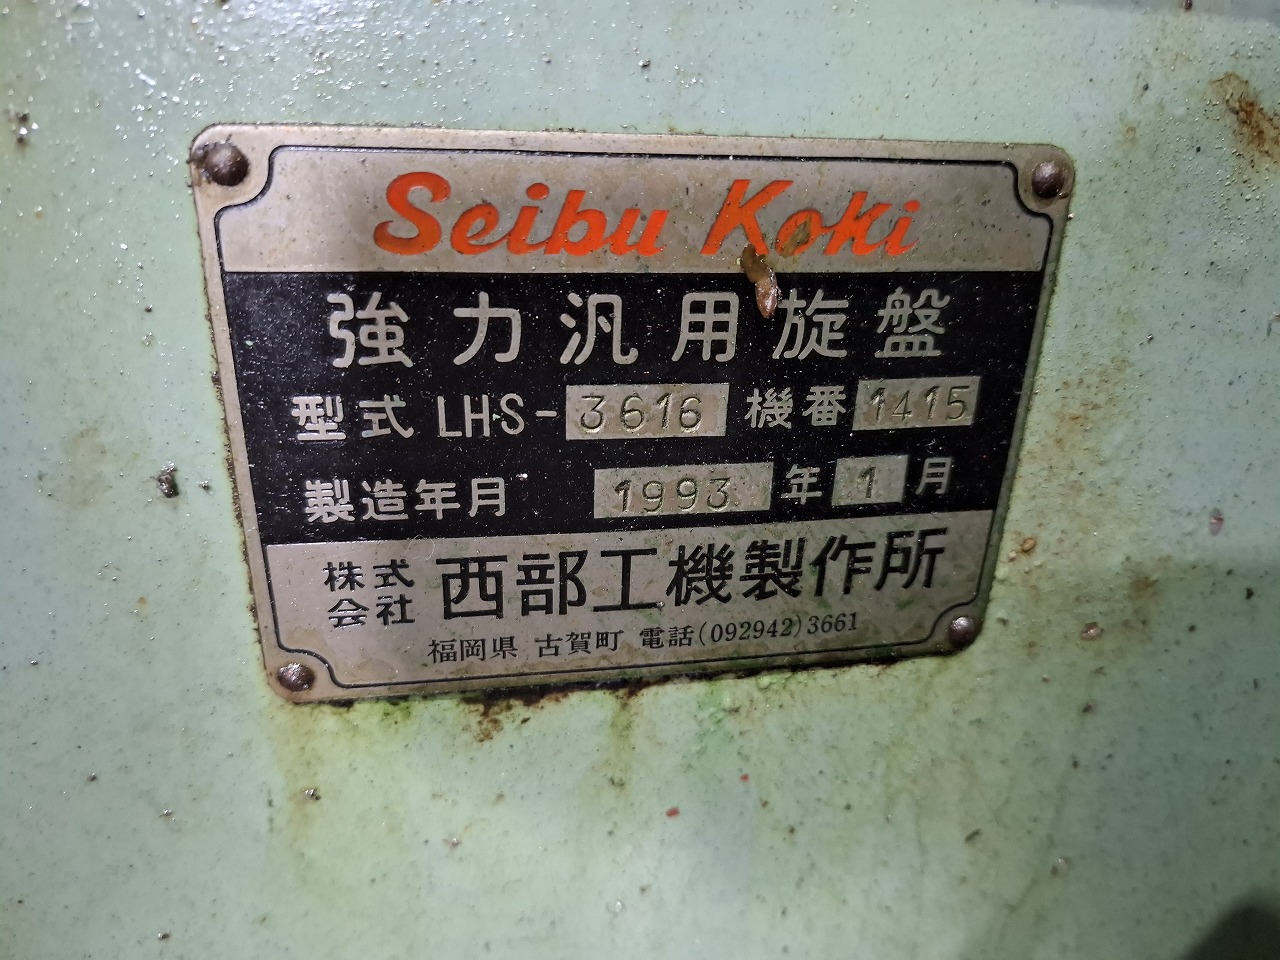 Seibu Koki
強力汎用旋盤
型式 LHS-3616 機番 1415
製造年月 1993 年 1 月
株式会社 西部工機製作所
福岡県 古賀町 電話(092942)3661